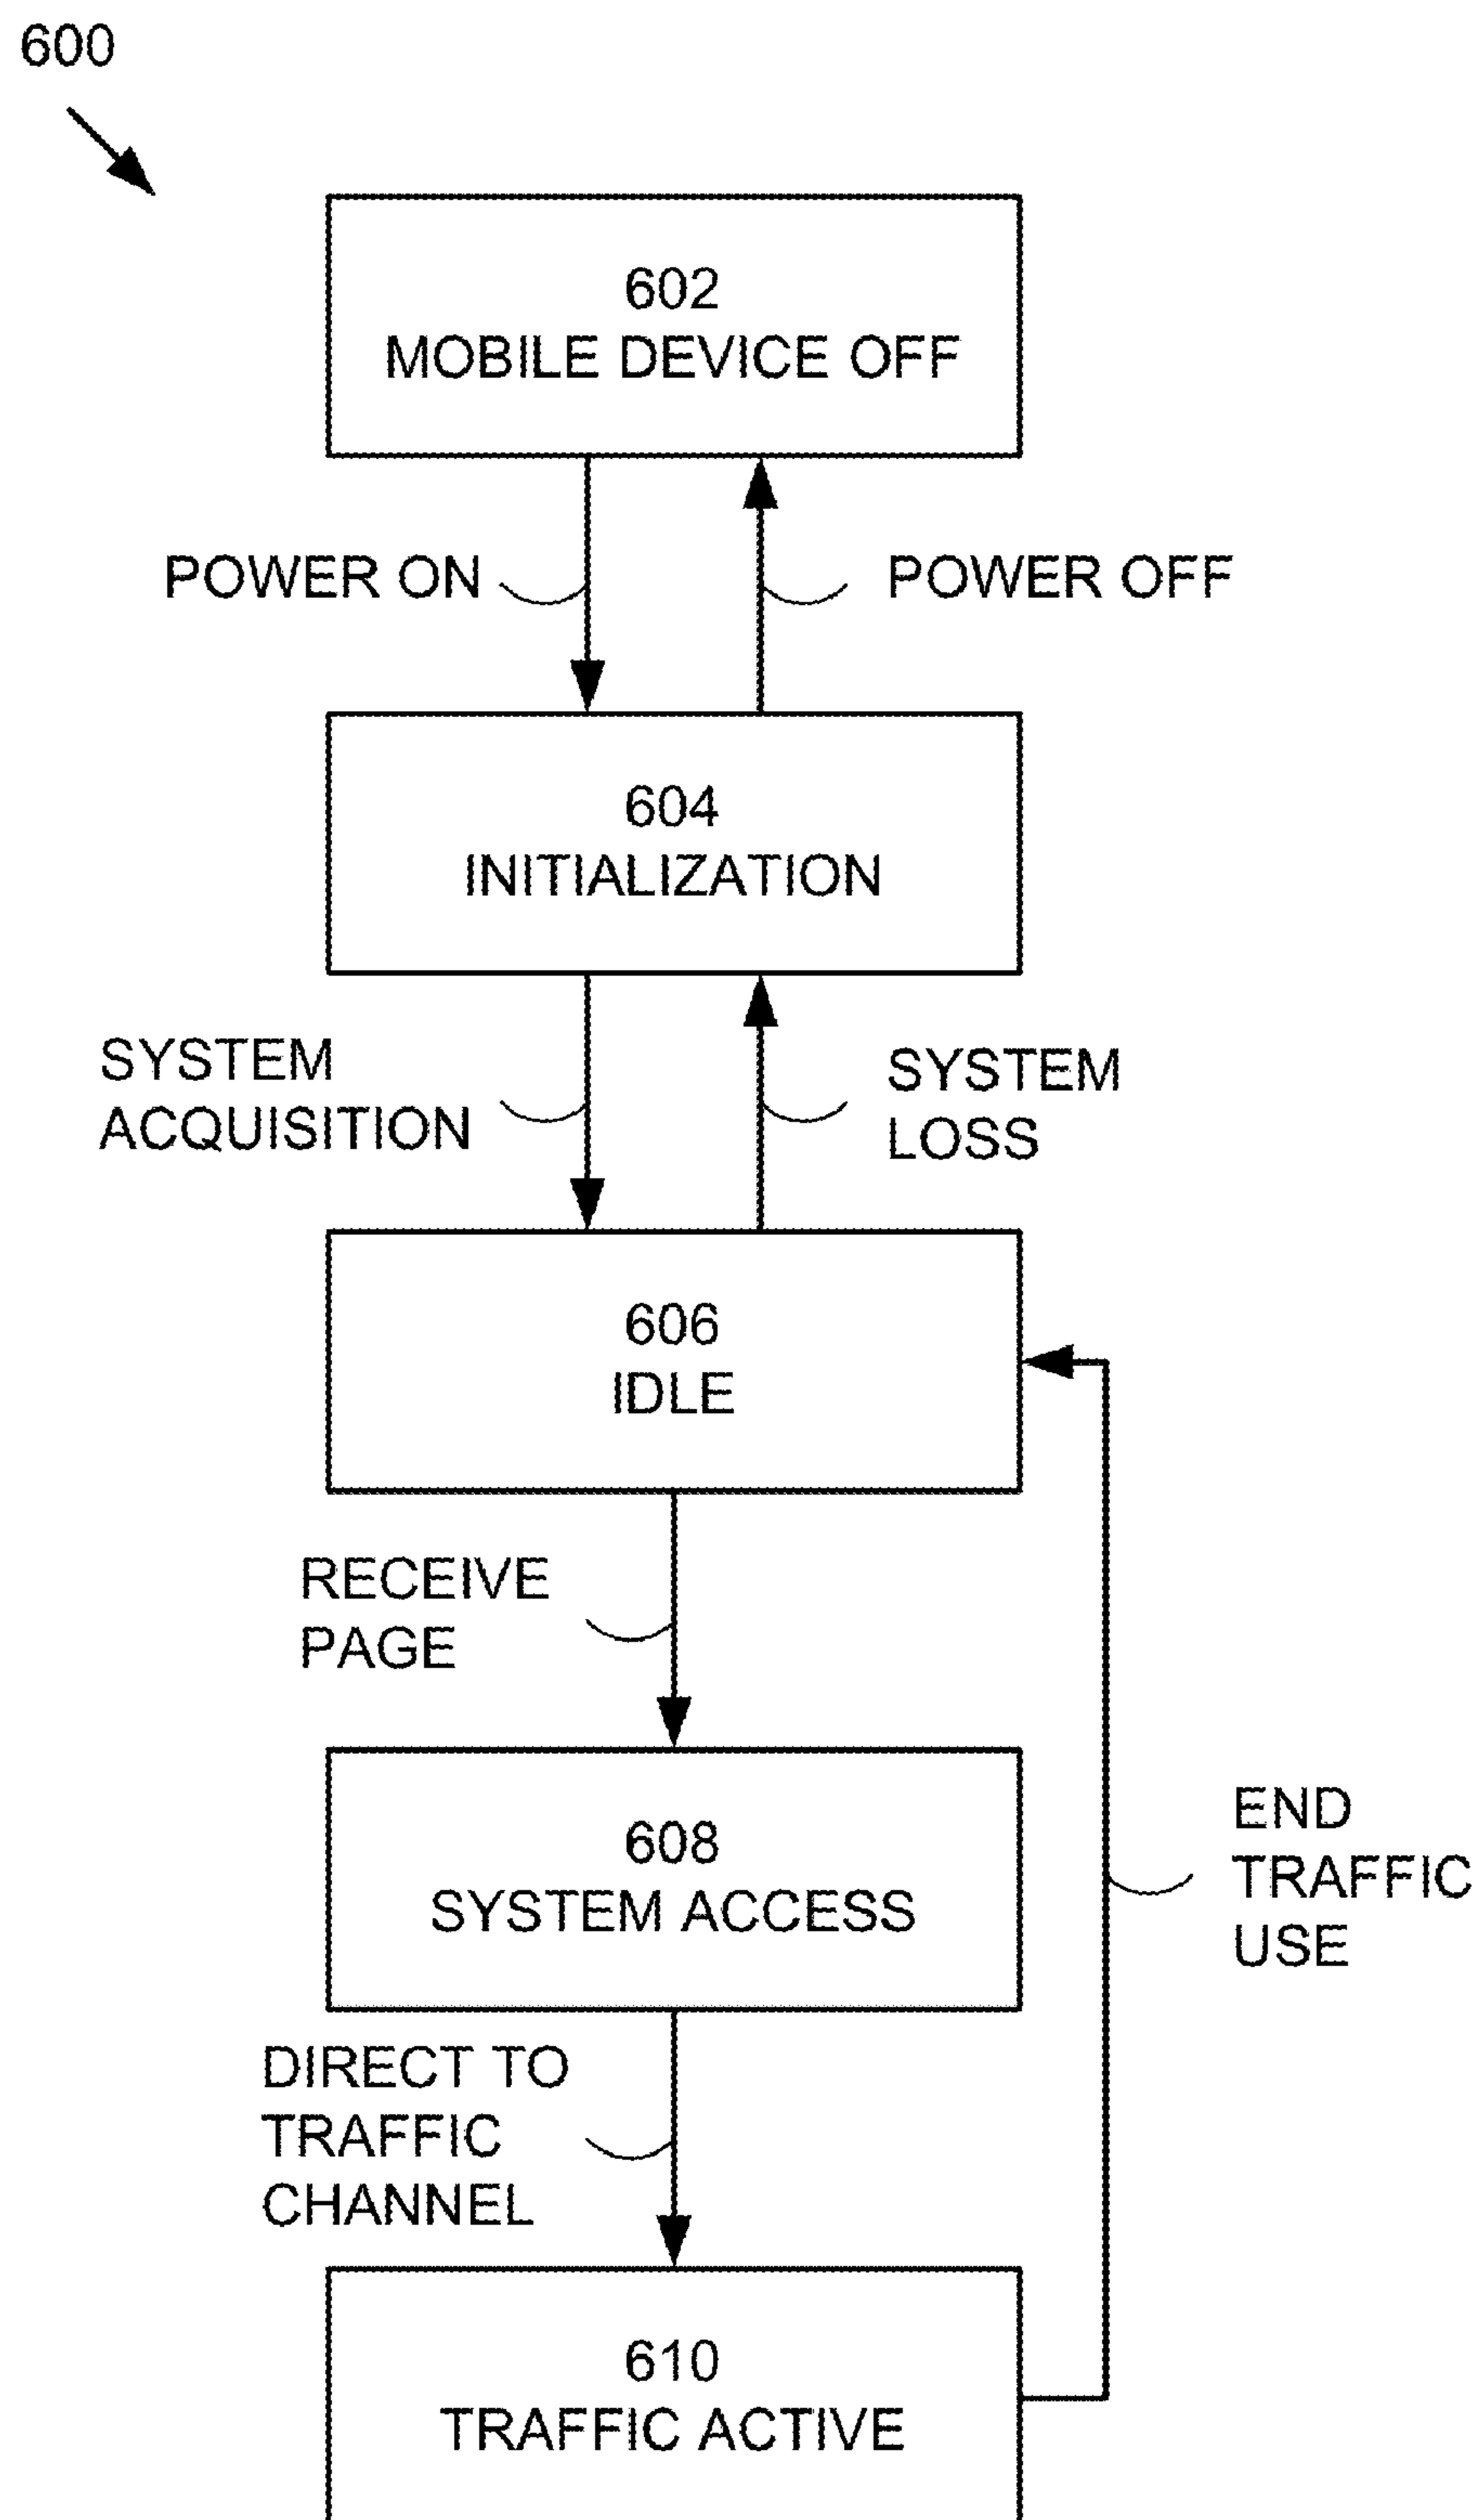 600
602
MOBILE DEVICE OFF
POWER ON
POWER OFF
604
INITIALIZATION
SYSTEM
ACQUISITION
SYSTEM
LOSS
606
IDLE
RECEIVE
PAGE
608
SYSTEM ACCESS
END
TRAFFIC
USE
DIRECT TO
TRAFFIC
CHANNEL
610
TRAFFIC ACTIVE